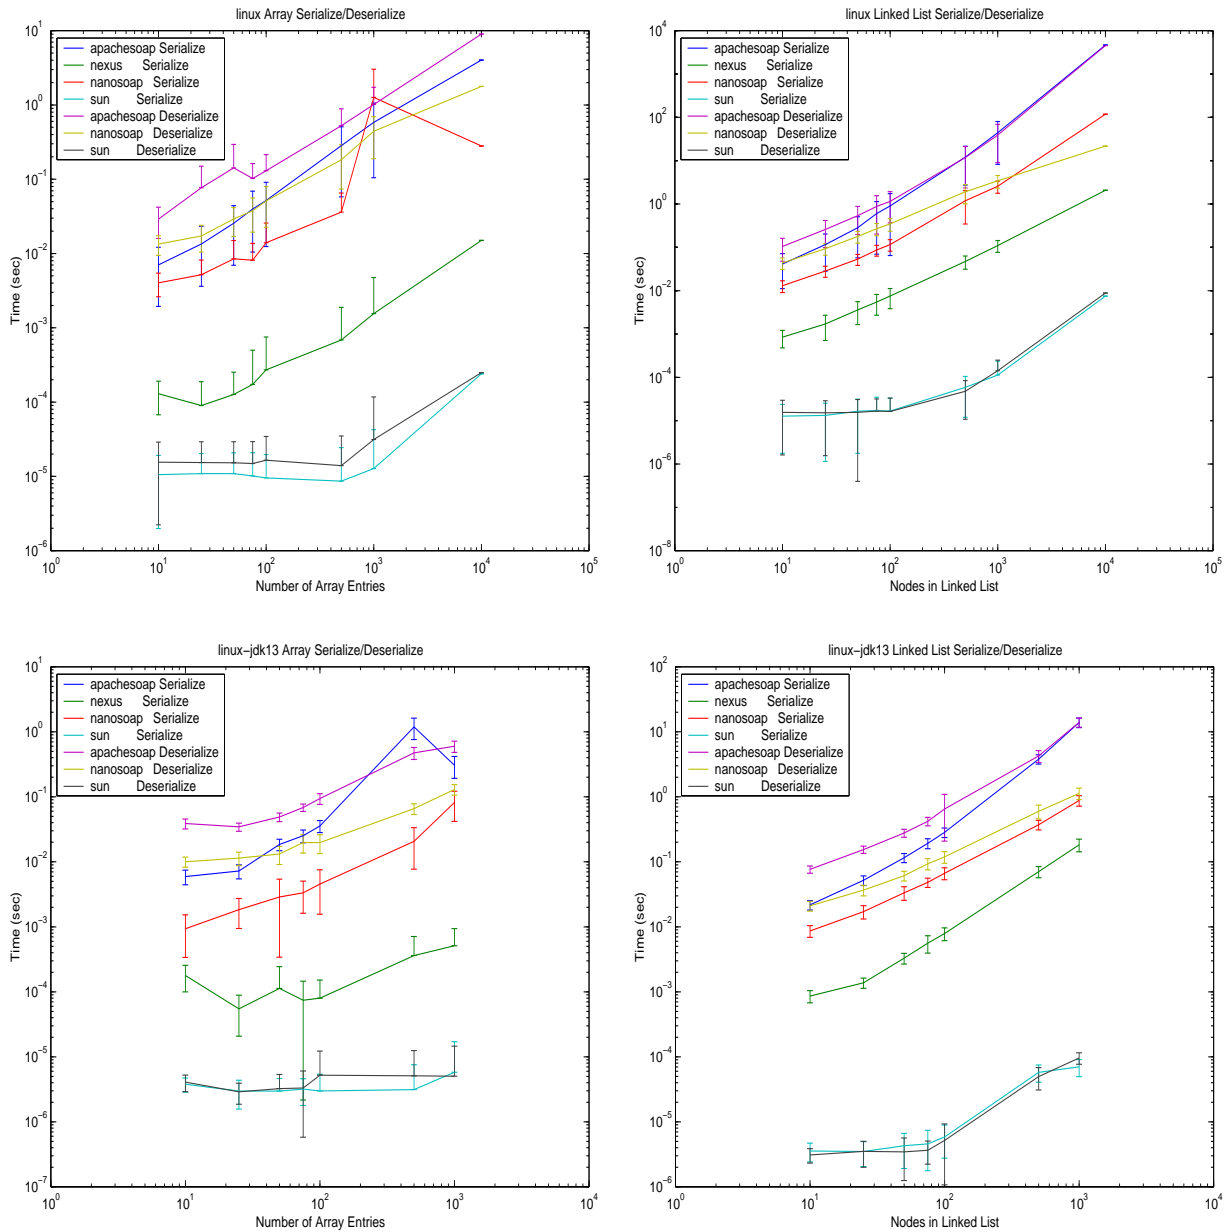 linux Array Serialize/Deserialize
10^1
10^0
10^-1
10^-2
10^-3
10^-4
10^-5
10^-6
Time (sec)
apachesoap Serialize
nexus Serialize
nanosoap Serialize
sun Serialize
apachesoap Deserialize
nanosoap Deserialize
sun Deserialize
10^0 10^1 10^2 10^3 10^4 10^5
Number of Array Entries
linux Linked List Serialize/Deserialize
10^4
10^2
10^0
10^-2
10^-4
10^-6
10^-8
Time (sec)
apachesoap Serialize
nexus Serialize
nanosoap Serialize
sun Serialize
apachesoap Deserialize
nanosoap Deserialize
sun Deserialize
10^0 10^1 10^2 10^3 10^4 10^5
Nodes in Linked List
linux-jdk13 Array Serialize/Deserialize
10^1
10^0
10^-1
10^-2
10^-3
10^-4
10^-5
10^-6
10^-7
Time (sec)
apachesoap Serialize
nexus Serialize
nanosoap Serialize
sun Serialize
apachesoap Deserialize
nanosoap Deserialize
sun Deserialize
10^0 10^1 10^2 10^3 10^4
Number of Array Entries
linux-jdk13 Linked List Serialize/Deserialize
10^2
10^1
10^0
10^-1
10^-2
10^-3
10^-4
10^-5
10^-6
Time (sec)
apachesoap Serialize
nexus Serialize
nanosoap Serialize
sun Serialize
apachesoap Deserialize
nanosoap Deserialize
sun Deserialize
10^0 10^1 10^2 10^3 10^4
Nodes in Linked List